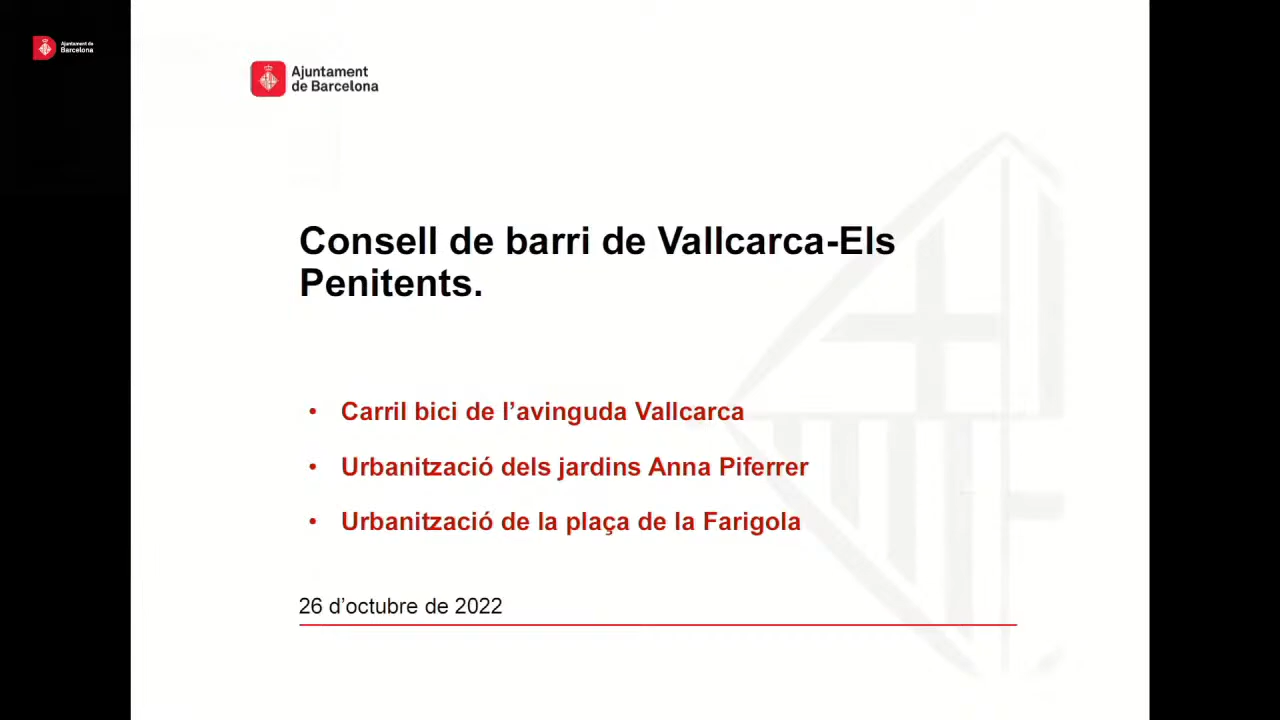 Ajuntament de
Barcelona
Ajuntament
de Barcelona
Consell de barri de Vallcarca-Els
Penitents.
• Carril bici de l’avinguda Vallcarca
• Urbanització dels jardins Anna Piferrer
• Urbanització de la plaça de la Farigola
26 d’octubre de 2022